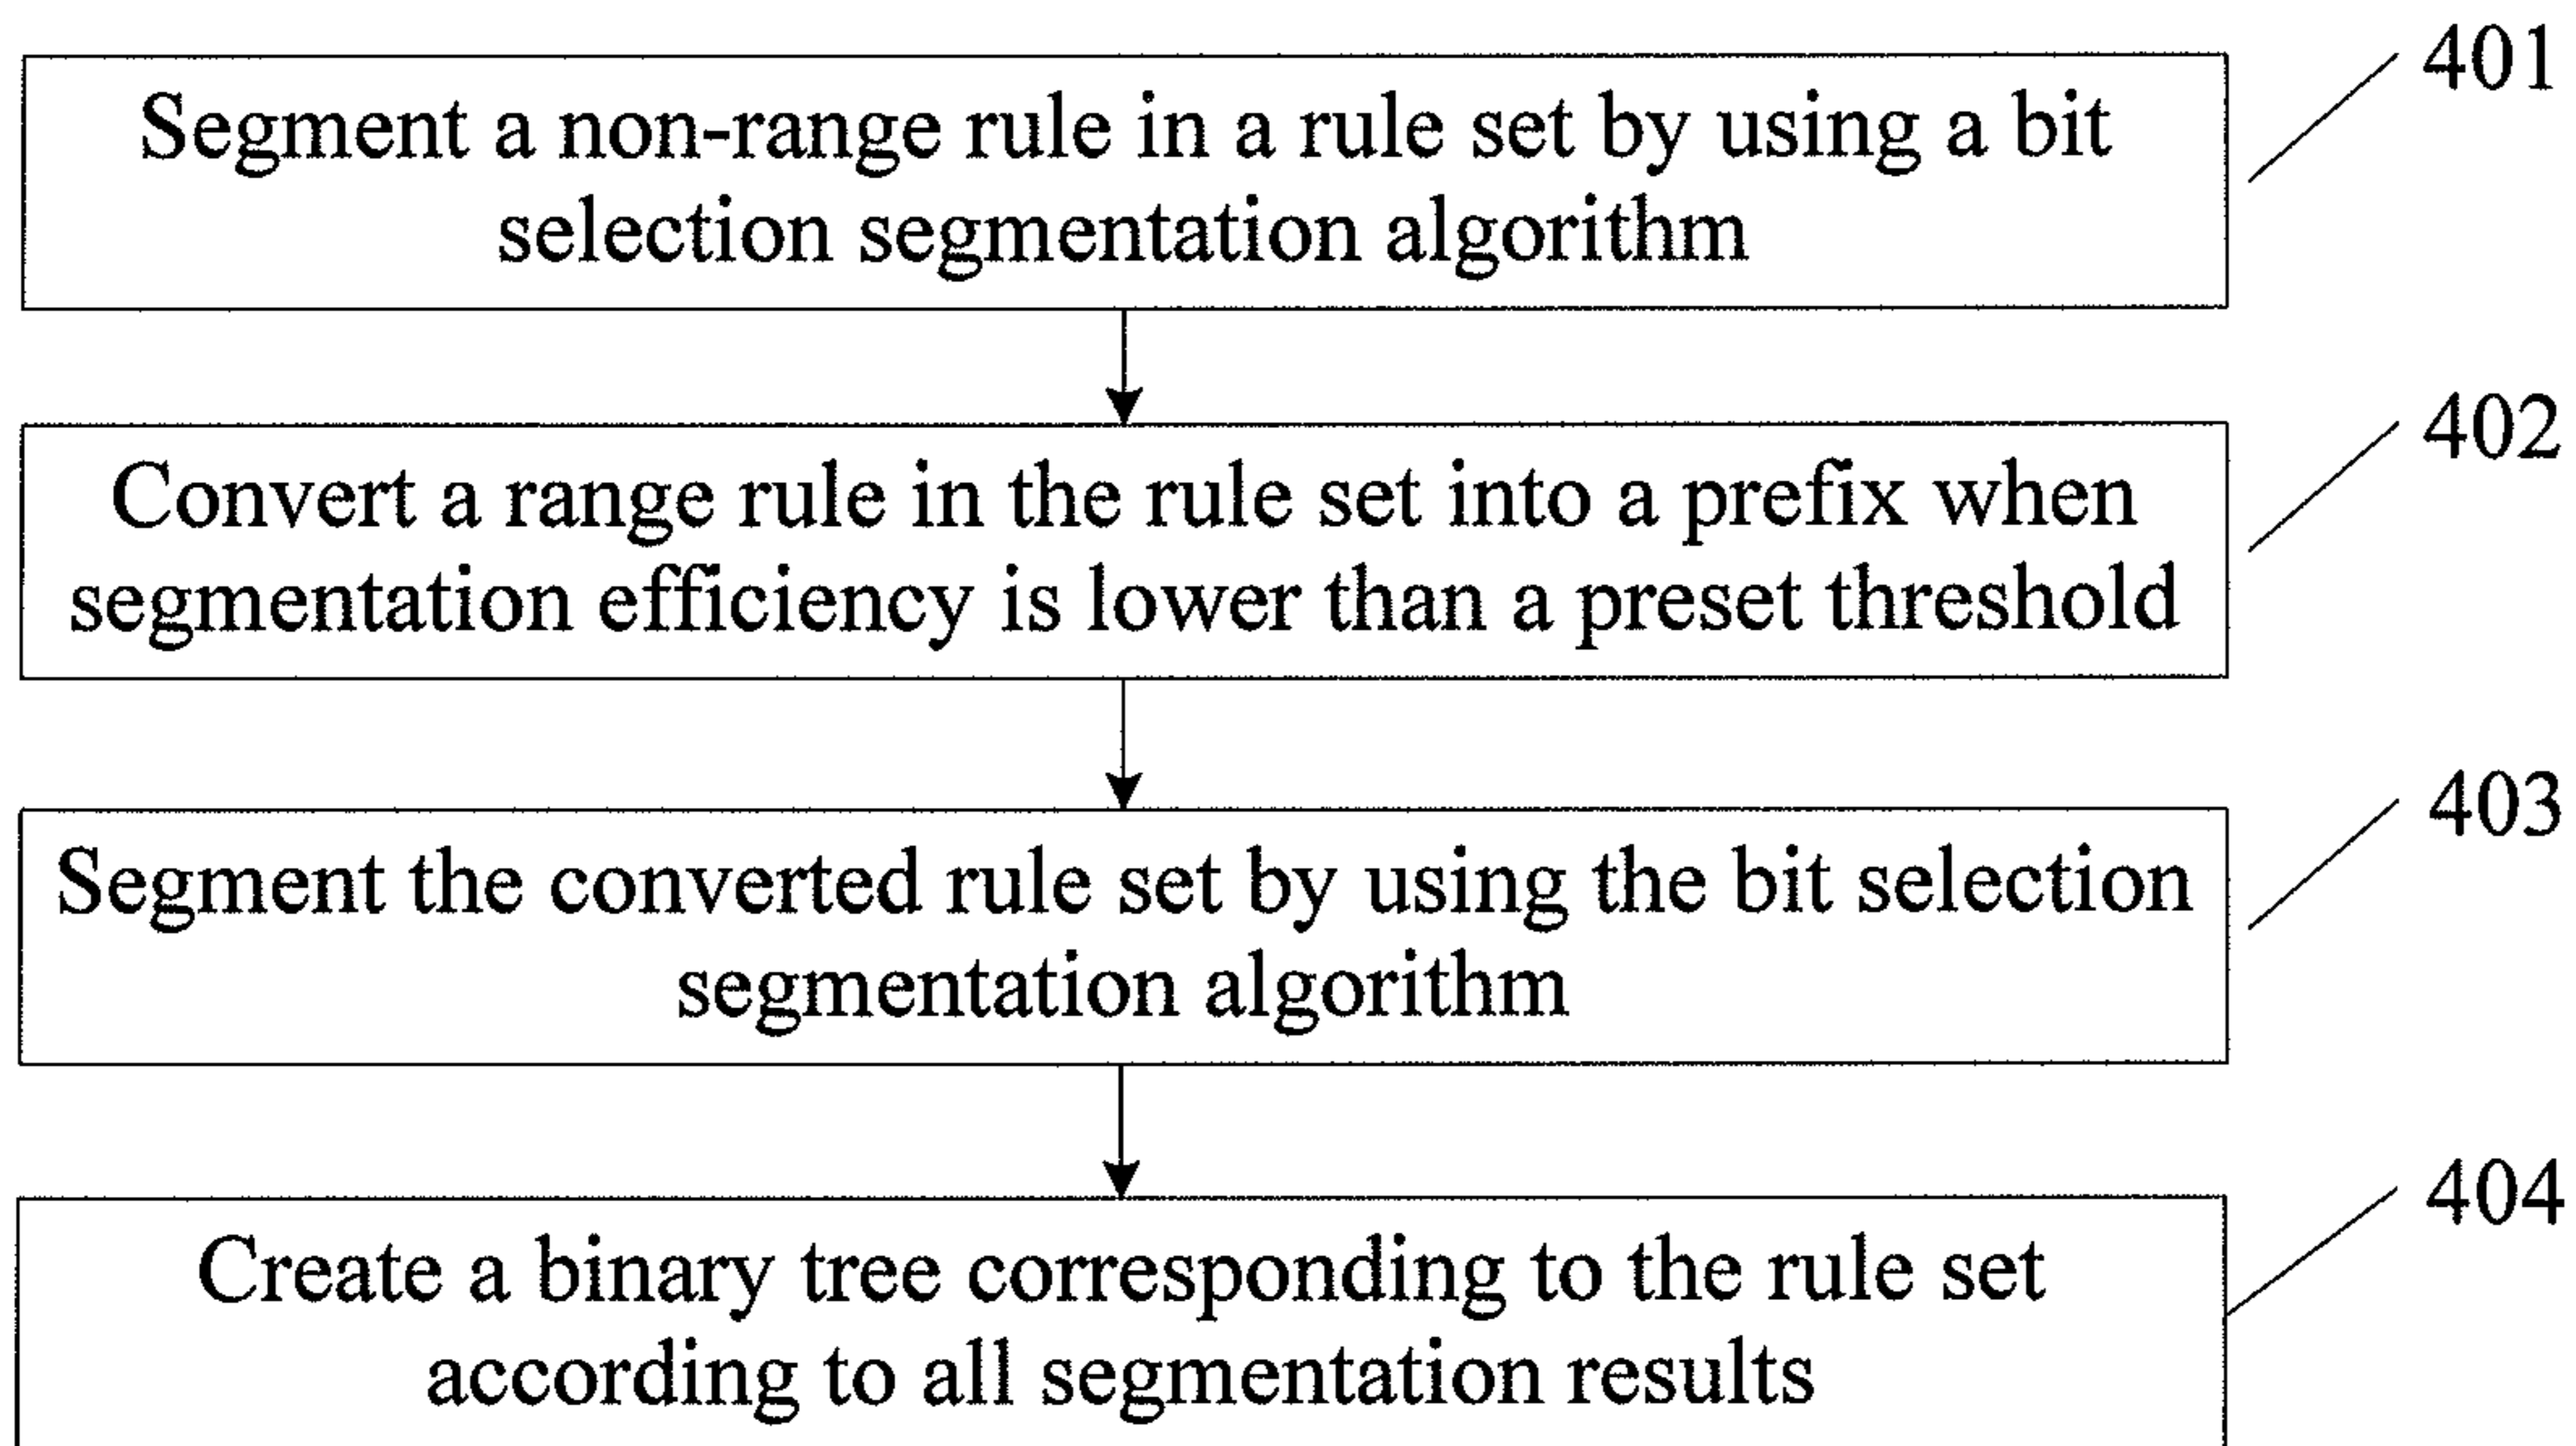 Segment a non-range rule in a rule set by using a bit
selection segmentation algorithm
401
Convert a range rule in the rule set into a prefix when
segmentation efficiency is lower than a preset threshold
402
Segment the converted rule set by using the bit selection
segmentation algorithm
403
Create a binary tree corresponding to the rule set
according to all segmentation results
404